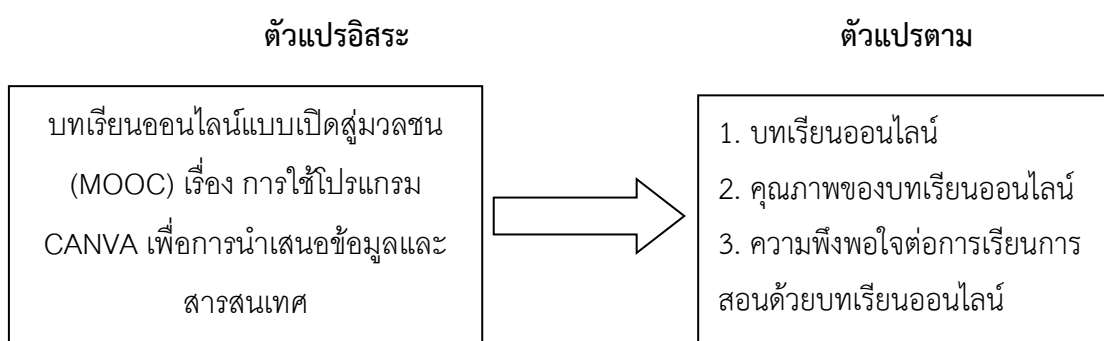 ตัวแปรอิสระ
ตัวแปรตาม
บทเรียนออนไลน์แบบเปิดสู่มวลชน
(MOOC) เรื่อง การใช้โปรแกรม
CANVA เพื่อการนำเสนอข้อมูลและ
สารสนเทศ
1. บทเรียนออนไลน์
2. คุณภาพของบทเรียนออนไลน์
3. ความพึงพอใจต่อการเรียนการ
สอนด้วยบทเรียนออนไลน์